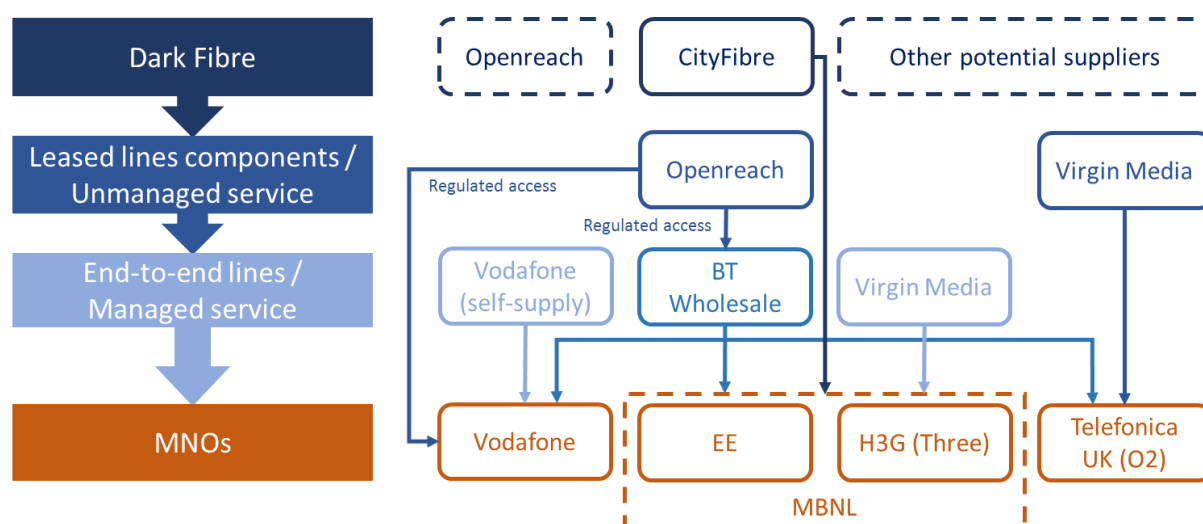 Dark Fibre
Openreach
CityFibre
Other potential suppliers
Leased lines components /
Unmanaged service
Regulated access
Openreach
Virgin Media
Regulated access
End-to-end lines /
Managed service
Vodafone
(self-supply)
BT
Wholesale
Virgin Media
MNOs
Vodafone
EE
H3G (Three)
Telefonica
UK (O2)
MBNL